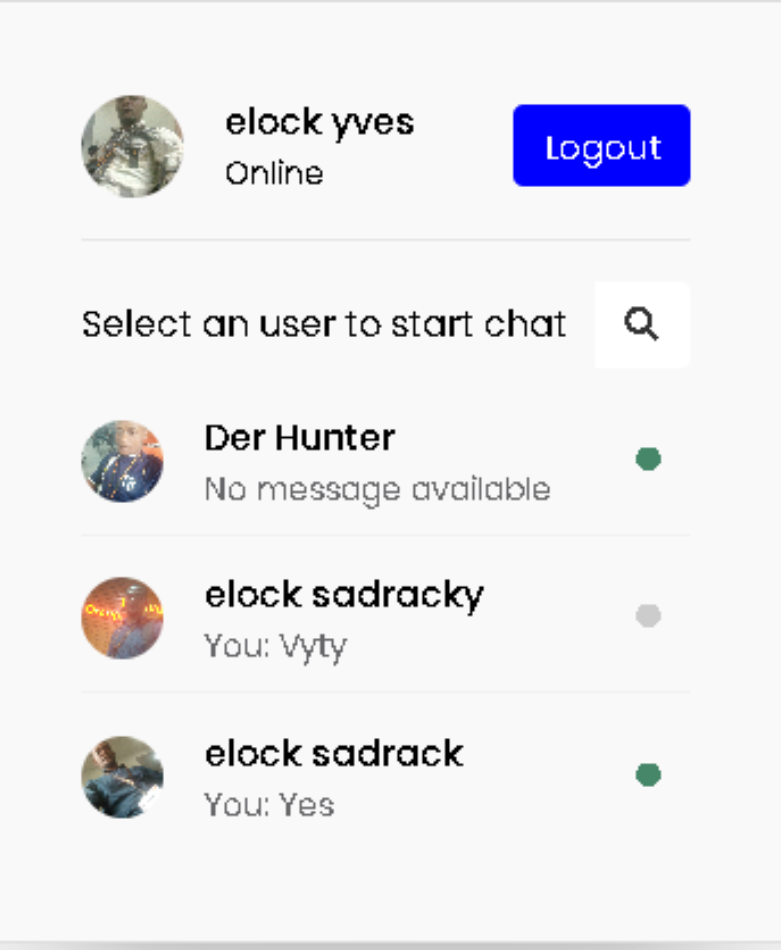 elock yves
Online
Logout
Select an user to start chat
Der Hunter
No message available
elock sadracky
You: Vyty
elock sadrack
You: Yes